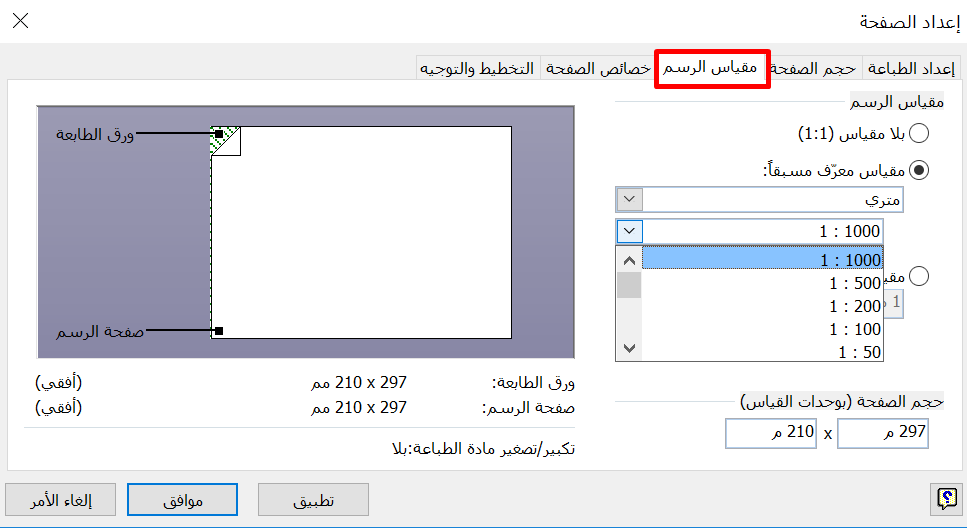 إعداد الصفحة
إعداد الطباعة
حجم الصفحة
مقياس الرسم
خصائص الصفحة
التخطيط والتوجيه
مقياس الرسم
بلا مقياس (1:1)
مقياس معرّف مسبقاً:
متري
1 : 1000
1 : 1000
1 : 500
1 : 200
1 : 100
1 : 50
1
حجم الصفحة (بوحدات القياس)
297 م x 210 م
ورق الطابعة
صفحة الرسم
ورق الطابعة: 297 x 210 مم (أفقي)
صفحة الرسم: 297 x 210 مم (أفقي)
تكبير/تصغير مادة الطباعة:بلا
تطبيق
موافق
إلغاء الأمر